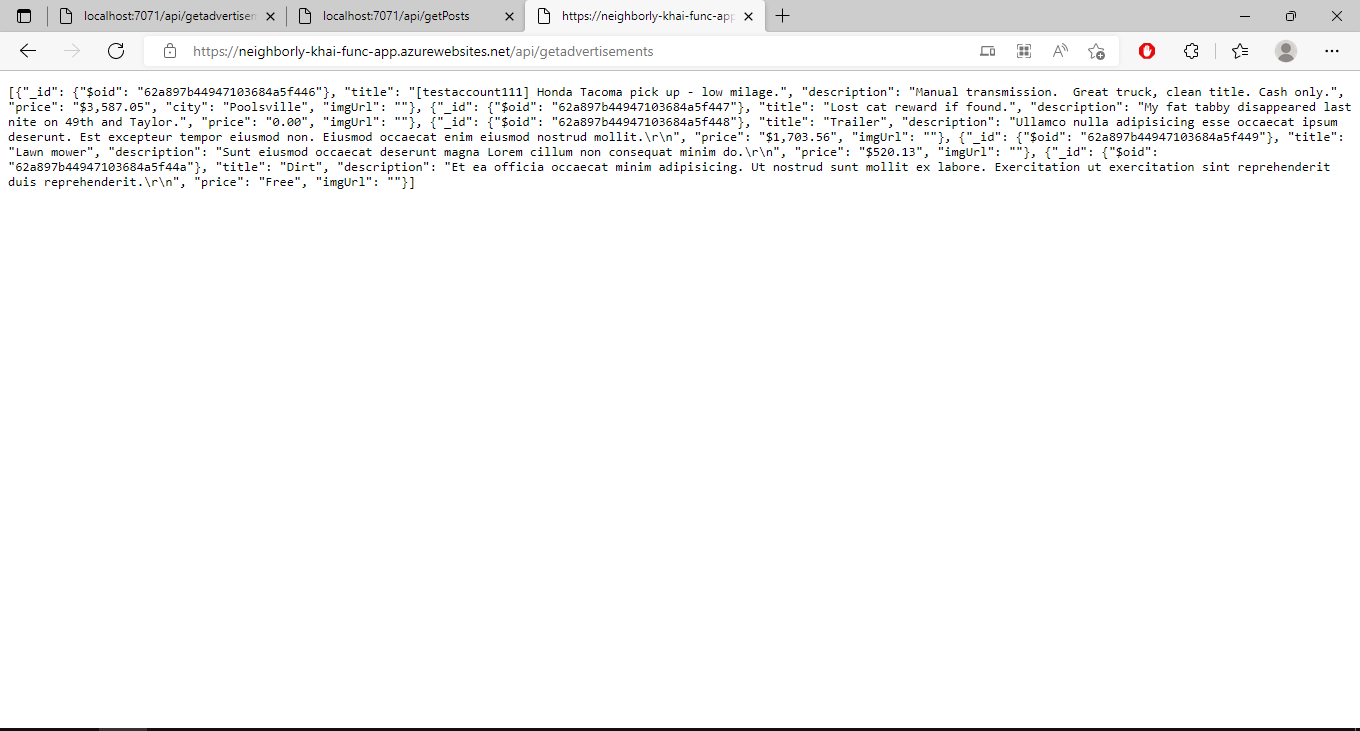 localhost:7071/api/getadvertisem
localhost:7071/api/getPosts
https://neighborly-khai-func-app
https://neighborly-khai-func-app.azurewebsites.net/api/getadvertisements
[{"_id": {"$oid": "62a897b44947103684a5f446"}, "title": "[testaccount111] Honda Tacoma pick up - low milage.", "description": "Manual transmission.  Great truck, clean title. Cash only.",
"price": "$3,587.05", "city": "Poolsville", "imgUrl": ""}, {"_id": {"$oid": "62a897b44947103684a5f447"}, "title": "Lost cat reward if found.", "description": "My fat tabby disappeared last
nite on 49th and Taylor.", "price": "0.00", "imgUrl": ""}, {"_id": {"$oid": "62a897b44947103684a5f448"}, "title": "Trailer", "description": "Ullamco nulla adipisicing esse occaecat ipsum
deserunt. Est excepteur tempor eiusmod non. Eiusmod occaecat enim eiusmod nostrud mollit.\r\n", "price": "$1,703.56", "imgUrl": ""}, {"_id": {"$oid": "62a897b44947103684a5f449"}, "title":
"Lawn mower", "description": "Sunt eiusmod occaecat deserunt magna Lorem cillum non consequat minim do.\r\n", "price": "$520.13", "imgUrl": ""}, {"_id": {"$oid":
"62a897b44947103684a5f44a"}, "title": "Dirt", "description": "Et ea officia occaecat minim adipisicing. Ut nostrud sunt mollit ex labore. Exercitation ut exercitation sint reprehenderit
duis reprehenderit.\r\n", "price": "Free", "imgUrl": ""}]